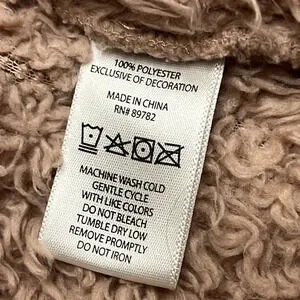 100% POLYESTER
EXCLUSIVE OF DECORATION
MADE IN CHINA
RN# 89782
MACHINE WASH COLD
GENTLE CYCLE
WITH LIKE COLORS
DO NOT BLEACH
TUMBLE DRY LOW
REMOVE PROMPTLY
DO NOT IRON